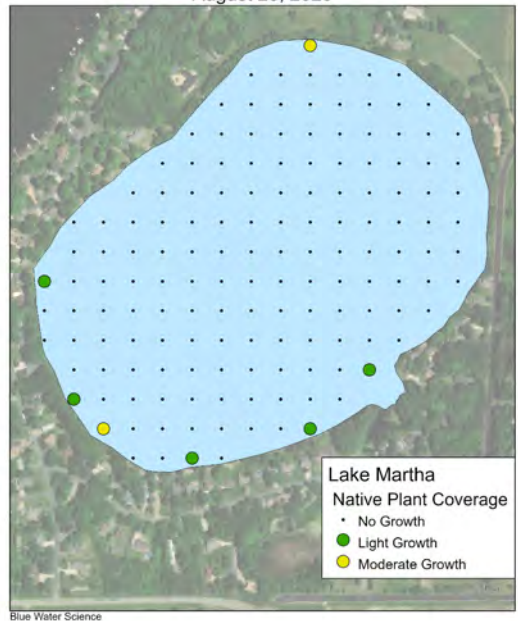 Lake Martha
Native Plant Coverage
No Growth
Light Growth
Moderate Growth
Blue Water Science